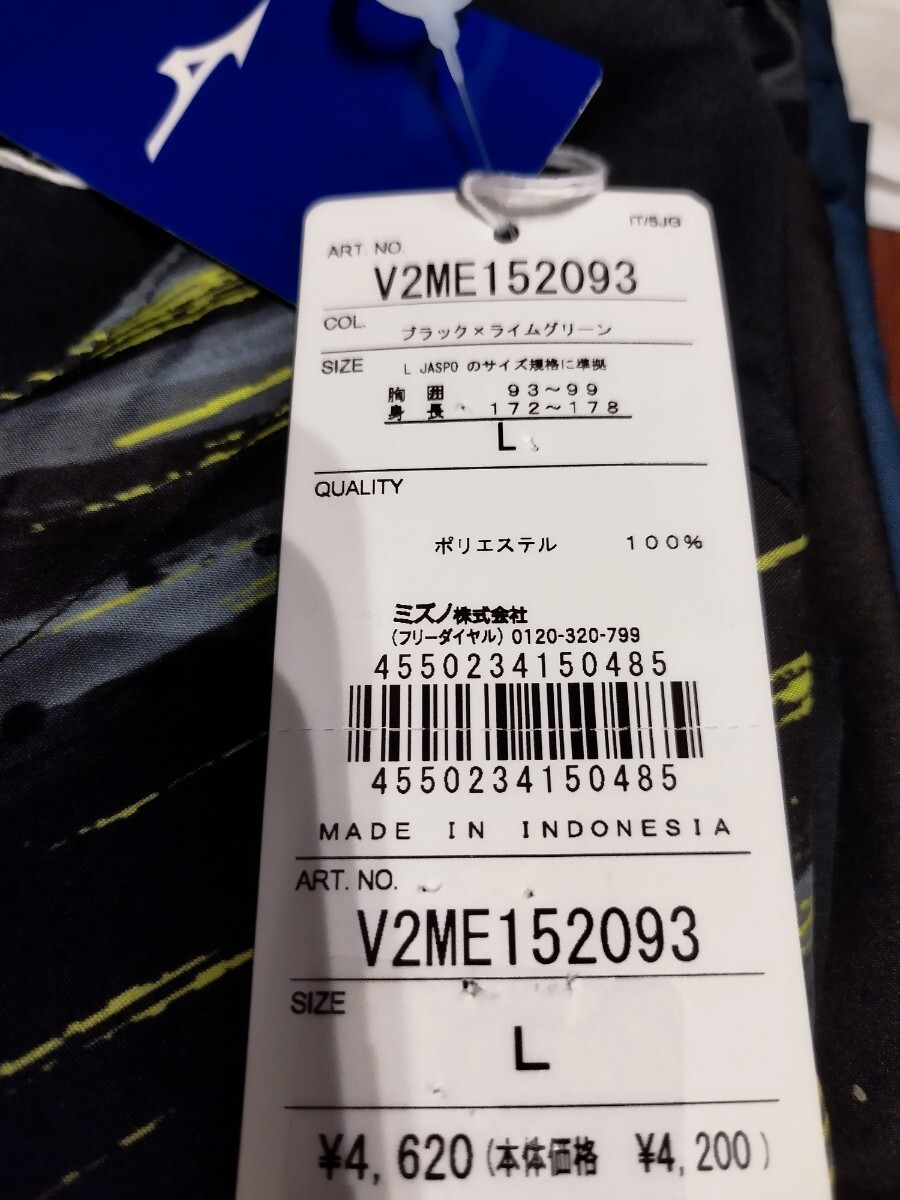 IT/5JG
ART. NO.
V2ME152093
COL.
ブラック×ライムグリーン
SIZE
L JASPO のサイズ規格に準拠
胸 囲 93~99
身 長 172~178
L
QUALITY
ポリエステル 100%
ミズノ株式会社
(フリーダイヤル) 0120-320-799
4550234150485
4550234150485
MADE IN INDONESIA
ART. NO.
V2ME152093
SIZE
L
¥4,620(本体価格 ¥4,200)